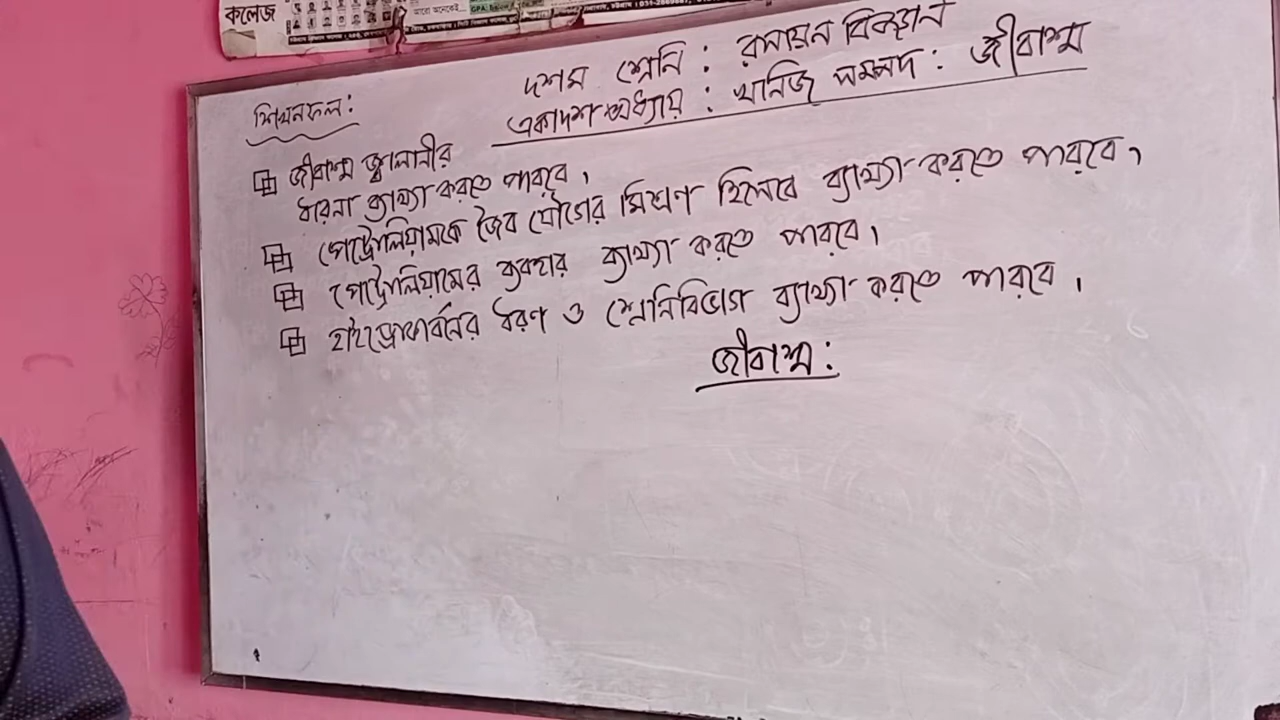 কলেজ
দশম শ্রেনি : রসায়ন বিজ্ঞান
একাদশ অধ্যায় : খনিজ সম্পদ : জীবাশ্ম
শিখনফল :
জীবাশ্ম জ্বালানীর
ধারনা ব্যাখ্যা করতে পারবে।
পেট্রোলিয়ামকে জৈব যৌগের মিশ্রণ হিসেবে ব্যাখ্যা করতে পারবে।
পেট্রোলিয়ামের ব্যবহার ব্যাখ্যা করতে পারবে।
হাইড্রোকার্বনের ধরণ ও শ্রেনিবিভাগ ব্যাখ্যা করতে পারবে।
জীবাশ্ম :